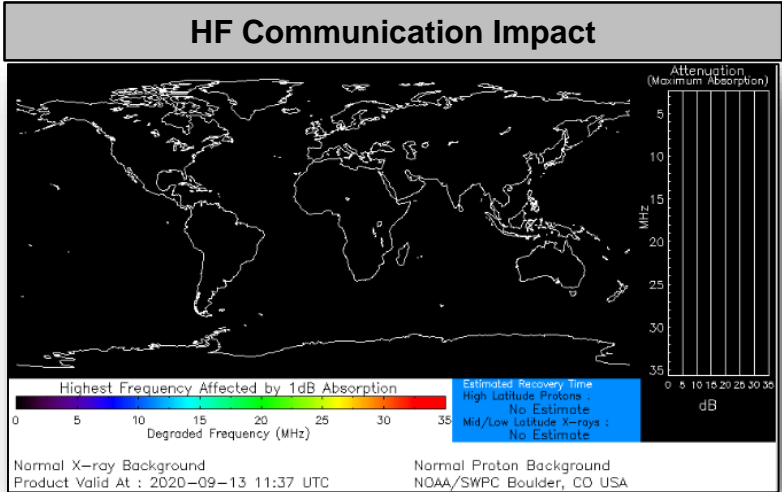 HF Communication Impact
Attenuation
(Maximum Absorption)
5
10
15
20
25
30
35
MHz
0 5 10 15 20 25 30 35
dB
Highest Frequency Affected by 1dB Absorption
0 5 10 15 20 25 30 35
Degraded Frequency (MHz)
Estimated Recovery Time
High Latitude Protons :
No Estimate
Mid/Low Latitude X-rays :
No Estimate
Normal X-ray Background
Product Valid At : 2020-09-13 11:37 UTC
Normal Proton Background
NOAA/SWPC Boulder, CO USA